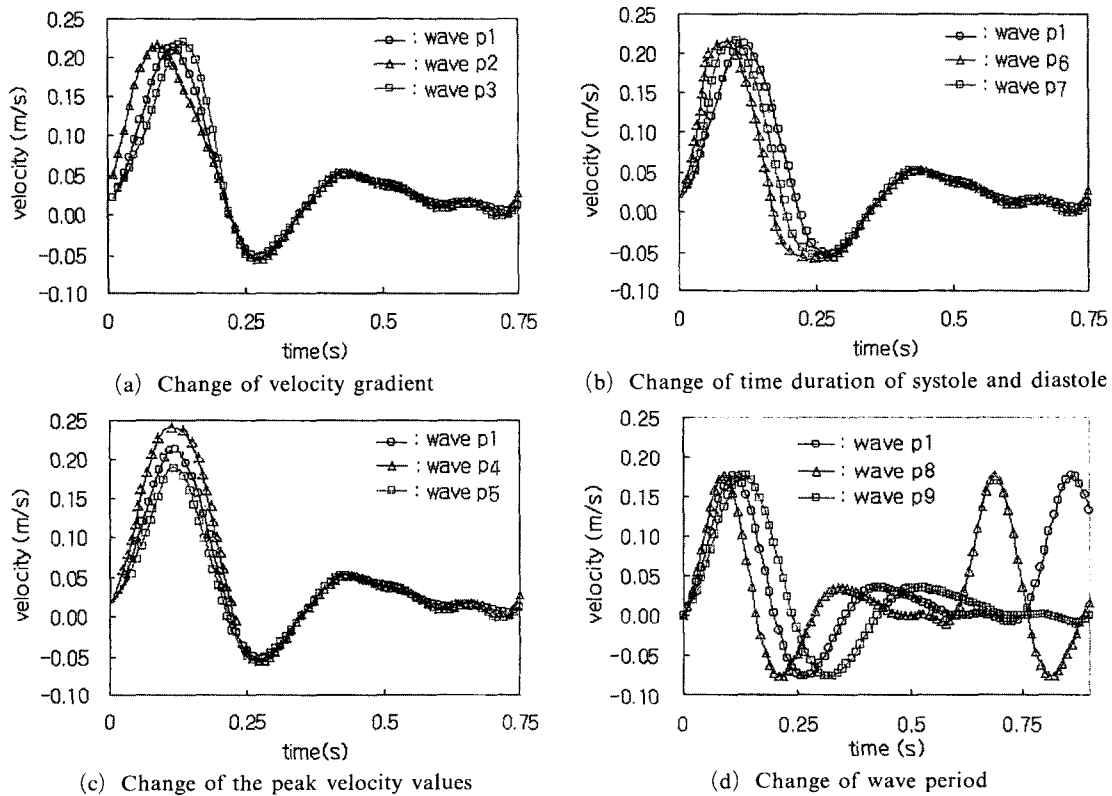 0.25
0.20
0.15
0.10
0.05
0.00
-0.05
-0.10
velocity (m/s)
: wave p1
: wave p2
: wave p3
0
0.25
0.5
0.75
time(s)
(a) Change of velocity gradient
0.25
0.20
0.15
0.10
0.05
0.00
-0.05
-0.10
velocity (m/s)
: wave p1
: wave p6
: wave p7
0
0.25
0.5
0.75
time(s)
(b) Change of time duration of systole and diastole
0.25
0.20
0.15
0.10
0.05
0.00
-0.05
-0.10
velocity (m/s)
: wave p1
: wave p4
: wave p5
0
0.25
0.5
0.75
time(s)
(c) Change of the peak velocity values
0.25
0.20
0.15
0.10
0.05
0.00
-0.05
-0.10
velocity (m/s)
: wave p1
: wave p8
: wave p9
0
0.25
0.50
0.75
time (s)
(d) Change of wave period